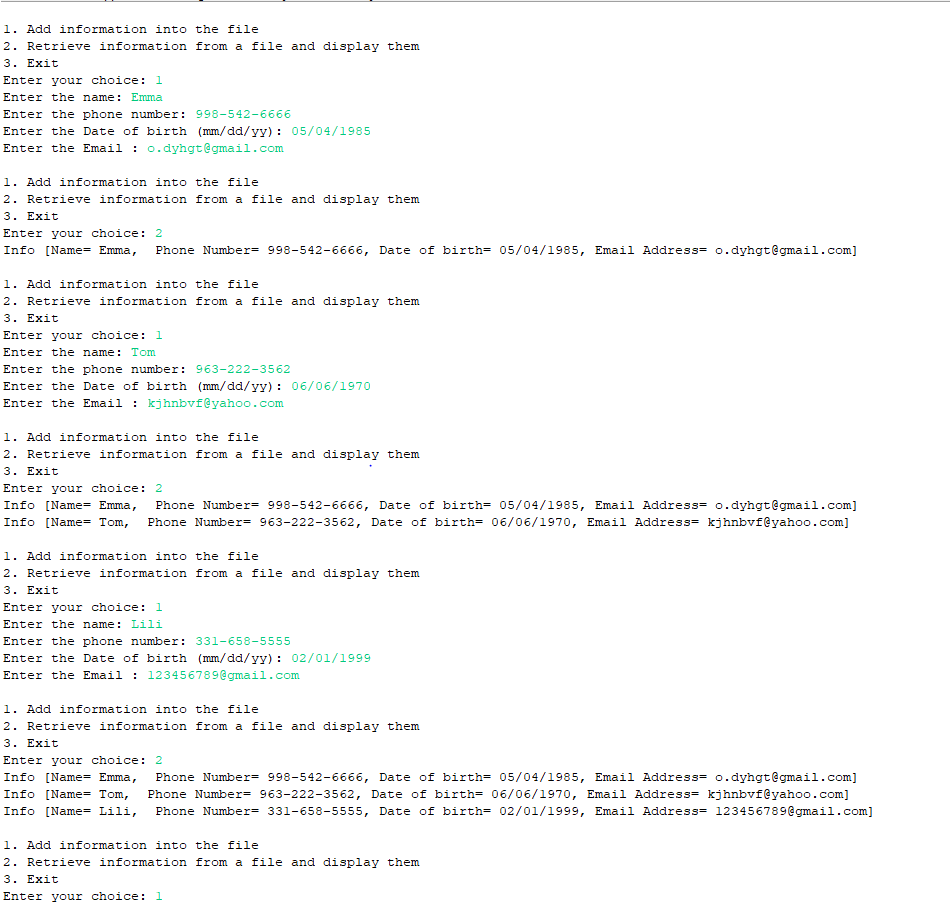 1. Add information into the file
2. Retrieve information from a file and display them
3. Exit
Enter your choice: 1
Enter the name: Emma
Enter the phone number: 998-542-6666
Enter the Date of birth (mm/dd/yy): 05/04/1985
Enter the Email : o.dyhgt@gmail.com

1. Add information into the file
2. Retrieve information from a file and display them
3. Exit
Enter your choice: 2
Info [Name= Emma,  Phone Number= 998-542-6666, Date of birth= 05/04/1985, Email Address= o.dyhgt@gmail.com]

1. Add information into the file
2. Retrieve information from a file and display them
3. Exit
Enter your choice: 1
Enter the name: Tom
Enter the phone number: 963-222-3562
Enter the Date of birth (mm/dd/yy): 06/06/1970
Enter the Email : kjhnbvf@yahoo.com

1. Add information into the file
2. Retrieve information from a file and display them
3. Exit
Enter your choice: 2
Info [Name= Emma,  Phone Number= 998-542-6666, Date of birth= 05/04/1985, Email Address= o.dyhgt@gmail.com]
Info [Name= Tom,  Phone Number= 963-222-3562, Date of birth= 06/06/1970, Email Address= kjhnbvf@yahoo.com]

1. Add information into the file
2. Retrieve information from a file and display them
3. Exit
Enter your choice: 1
Enter the name: Lili
Enter the phone number: 331-658-5555
Enter the Date of birth (mm/dd/yy): 02/01/1999
Enter the Email : 123456789@gmail.com

1. Add information into the file
2. Retrieve information from a file and display them
3. Exit
Enter your choice: 2
Info [Name= Emma,  Phone Number= 998-542-6666, Date of birth= 05/04/1985, Email Address= o.dyhgt@gmail.com]
Info [Name= Tom,  Phone Number= 963-222-3562, Date of birth= 06/06/1970, Email Address= kjhnbvf@yahoo.com]
Info [Name= Lili,  Phone Number= 331-658-5555, Date of birth= 02/01/1999, Email Address= 123456789@gmail.com]

1. Add information into the file
2. Retrieve information from a file and display them
3. Exit
Enter your choice: 1